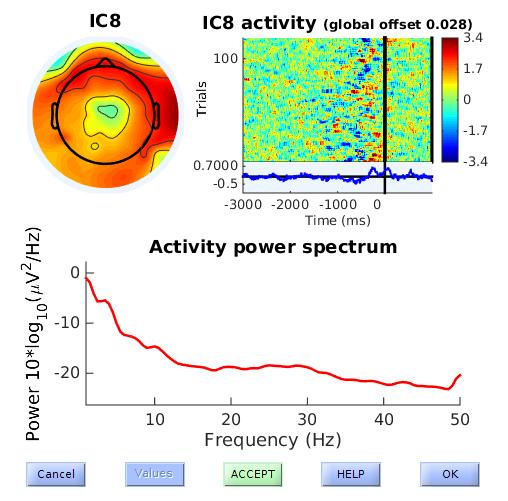 IC8
IC8 activity (global offset 0.028)
Trials
100
3.4
1.7
0
-1.7
-3.4
0.7000
-0.5
-3000 -2000 -1000 0
Time (ms)
Activity power spectrum
Power 10*log10(µV2/Hz)
0
-10
-20
10 20 30 40 50
Frequency (Hz)
Cancel Values ACCEPT HELP OK